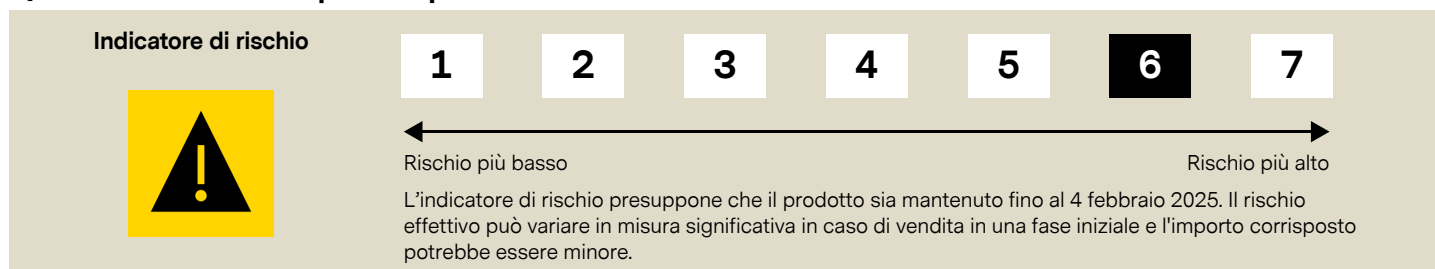 Indicatore di rischio
1 2 3 4 5 6 7
Rischio più basso Rischio più alto
L'indicatore di rischio presuppone che il prodotto sia mantenuto fino al 4 febbraio 2025. Il rischio
effettivo può variare in misura significativa in caso di vendita in una fase iniziale e l'importo corrisposto
potrebbe essere minore.